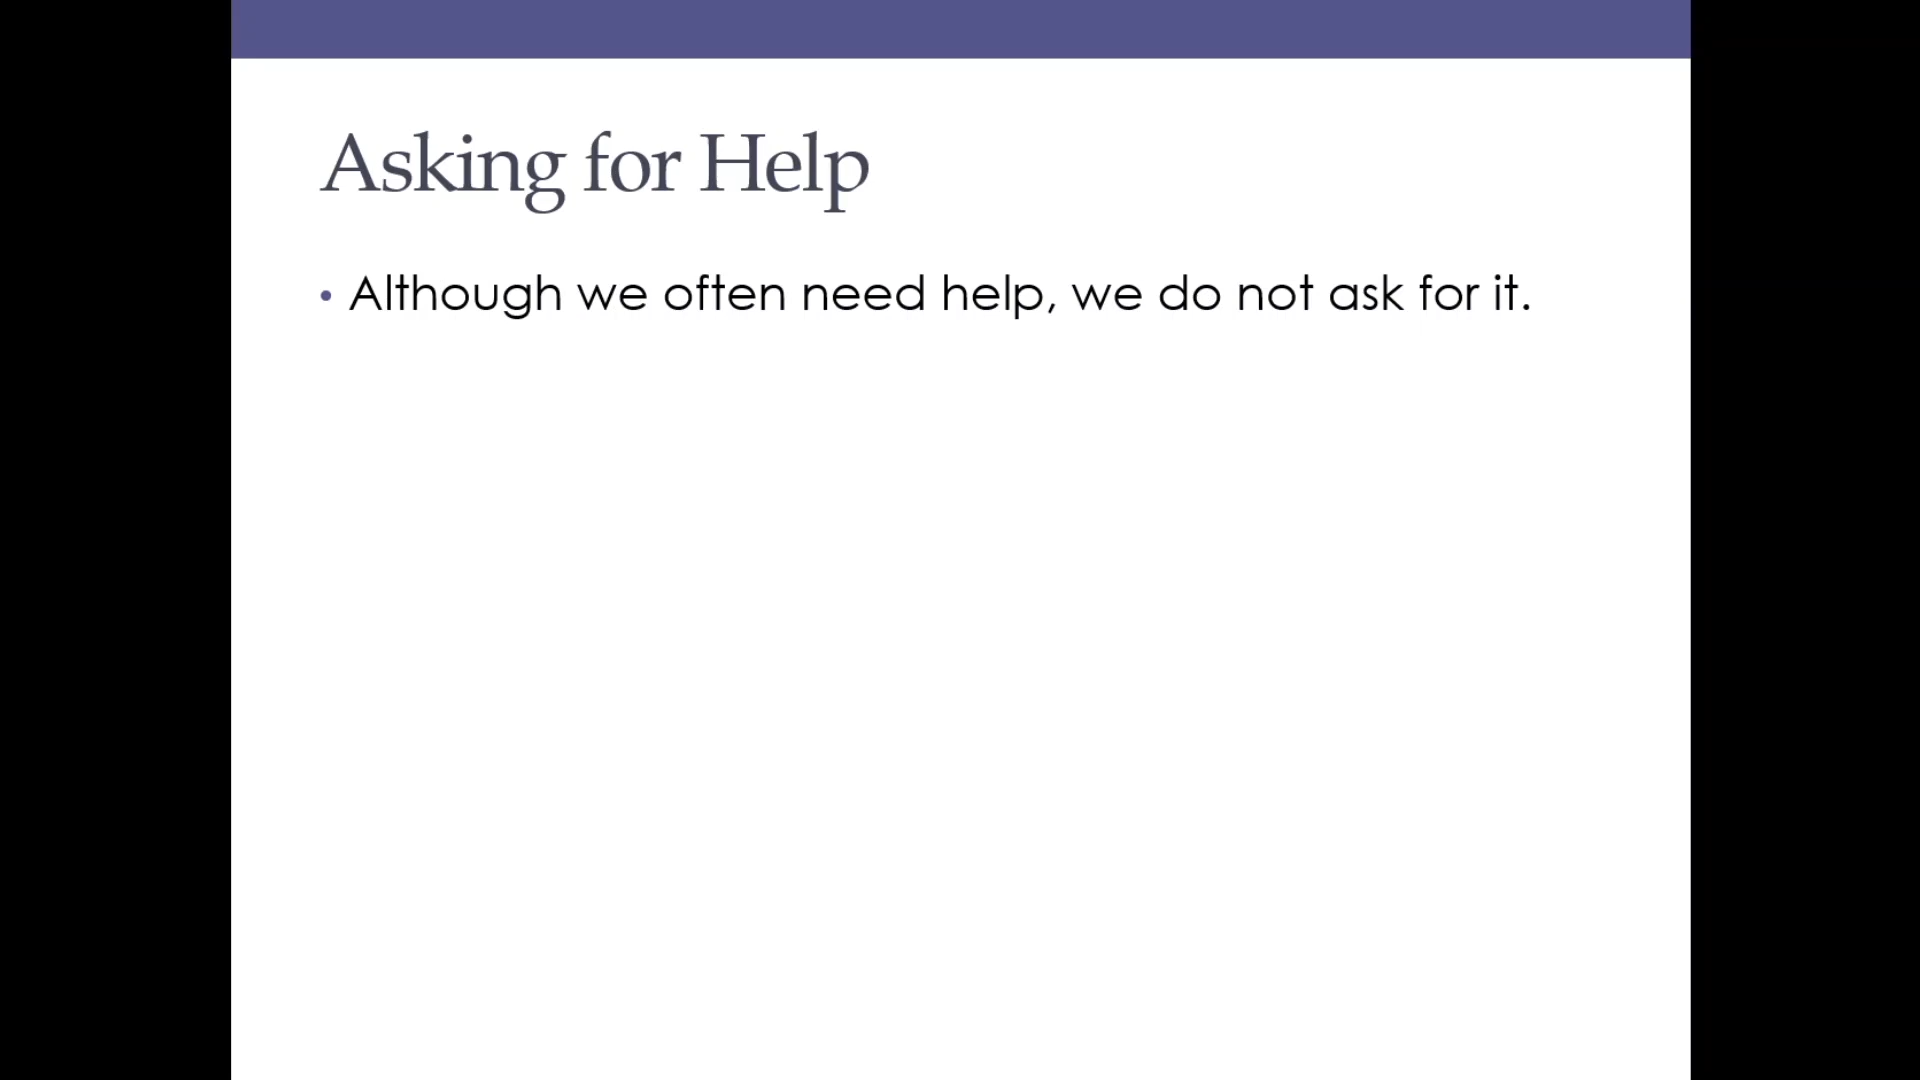 Asking for Help
• Although we often need help, we do not ask for it.